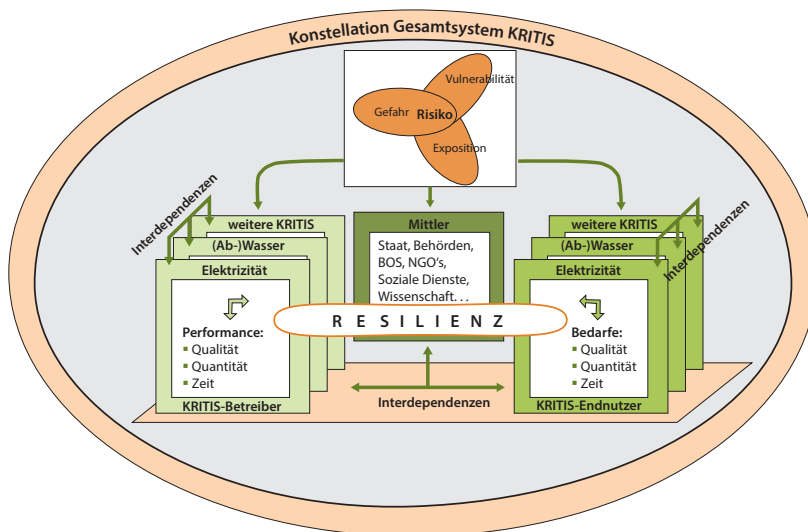 Konstellation Gesamtsystem KRITIS
Vulnerabilität
Gefahr
Risiko
Exposition
Interdependenzen
weitere KRITIS
(Ab-)Wasser
Elektrizität
Performance:
Qualität
Quantität
Zeit
KRITIS-Betreiber
Mittler
Staat, Behörden,
BOS, NGO's,
Soziale Dienste,
Wissenschaft. . .
RESILIENZ
Interdependenzen
weitere KRITIS
(Ab-)Wasser
Elektrizität
Interdependenzen
Bedarfe:
Qualität
Quantität
Zeit
KRITIS-Endnutzer